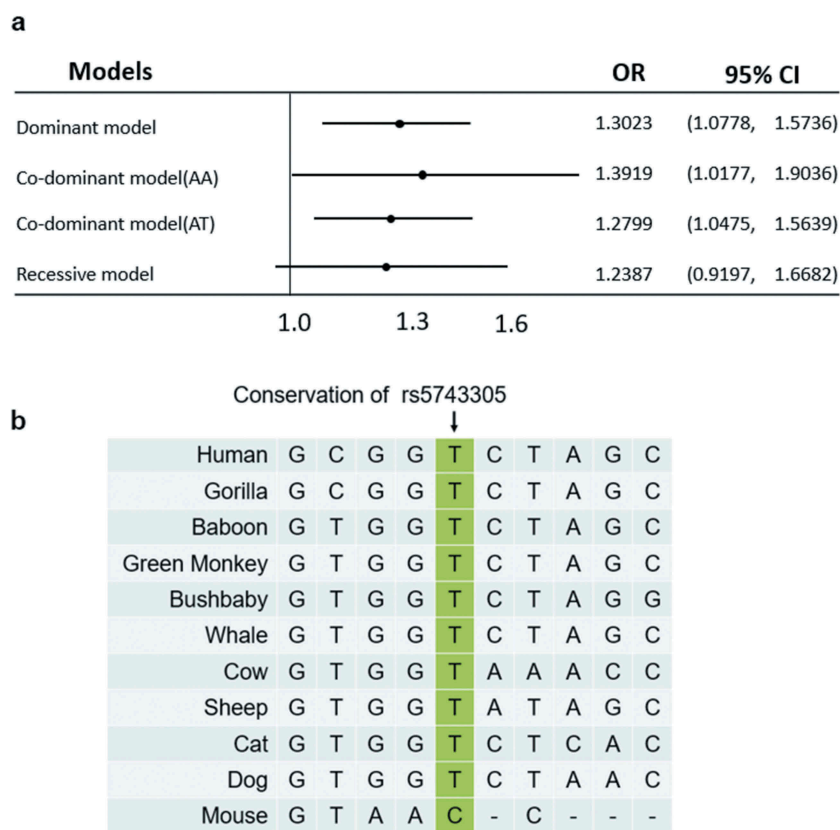 a
Models OR 95% CI
Dominant model 1.3023 (1.0778, 1.5736)
Co-dominant model(AA) 1.3919 (1.0177, 1.9036)
Co-dominant model(AT) 1.2799 (1.0475, 1.5639)
Recessive model 1.2387 (0.9197, 1.6682)
1.0 1.3 1.6
Conservation of rs5743305
b
Human G C G G T C T A G C
Gorilla G C G G T C T A G C
Baboon G T G G T C T A G C
Green Monkey G T G G T C T A G C
Bushbaby G T G G T C T A G G
Whale G T G G T C T A G C
Cow G T G G T A A A C C
Sheep G T G G T A T A G C
Cat G T G G T C T C A C
Dog G T G G T C T A A C
Mouse G T A A C - C - - -